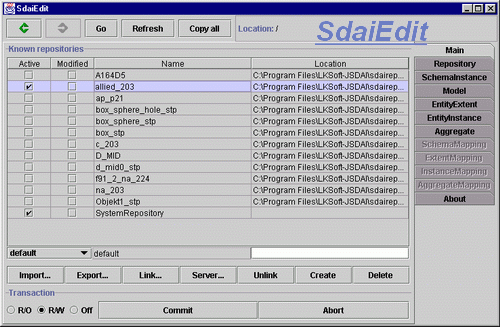 SdaiEdit
Go Refresh Copy all Location: / SdaiEdit
Known repositories
Active Modified Name Location
A164D5 C:\Program Files\LKSoft-JSDAI\sdairep...
allied_203 C:\Program Files\LKSoft-JSDAI\sdairep...
ap_p21 C:\Program Files\LKSoft-JSDAI\sdairep...
box_sphere_hole_stp C:\Program Files\LKSoft-JSDAI\sdairep...
box_sphere_stp C:\Program Files\LKSoft-JSDAI\sdairep...
box_stp C:\Program Files\LKSoft-JSDAI\sdairep...
c_203 C:\Program Files\LKSoft-JSDAI\sdairep...
D_MID C:\Program Files\LKSoft-JSDAI\sdairep...
d_mid0_stp C:\Program Files\LKSoft-JSDAI\sdairep...
f91_2_na_224 C:\Program Files\LKSoft-JSDAI\sdairep...
na_203 C:\Program Files\LKSoft-JSDAI\sdairep...
Objekt1_stp C:\Program Files\LKSoft-JSDAI\sdairep...
SystemRepository
default default
Import... Export... Link... Server... Unlink Create Delete
Transaction
R/O R/W Off Commit Abort
Main
Repository
SchemaInstance
Model
EntityExtent
EntityInstance
Aggregate
SchemaMapping
ExtentMapping
InstanceMapping
AggregateMapping
About